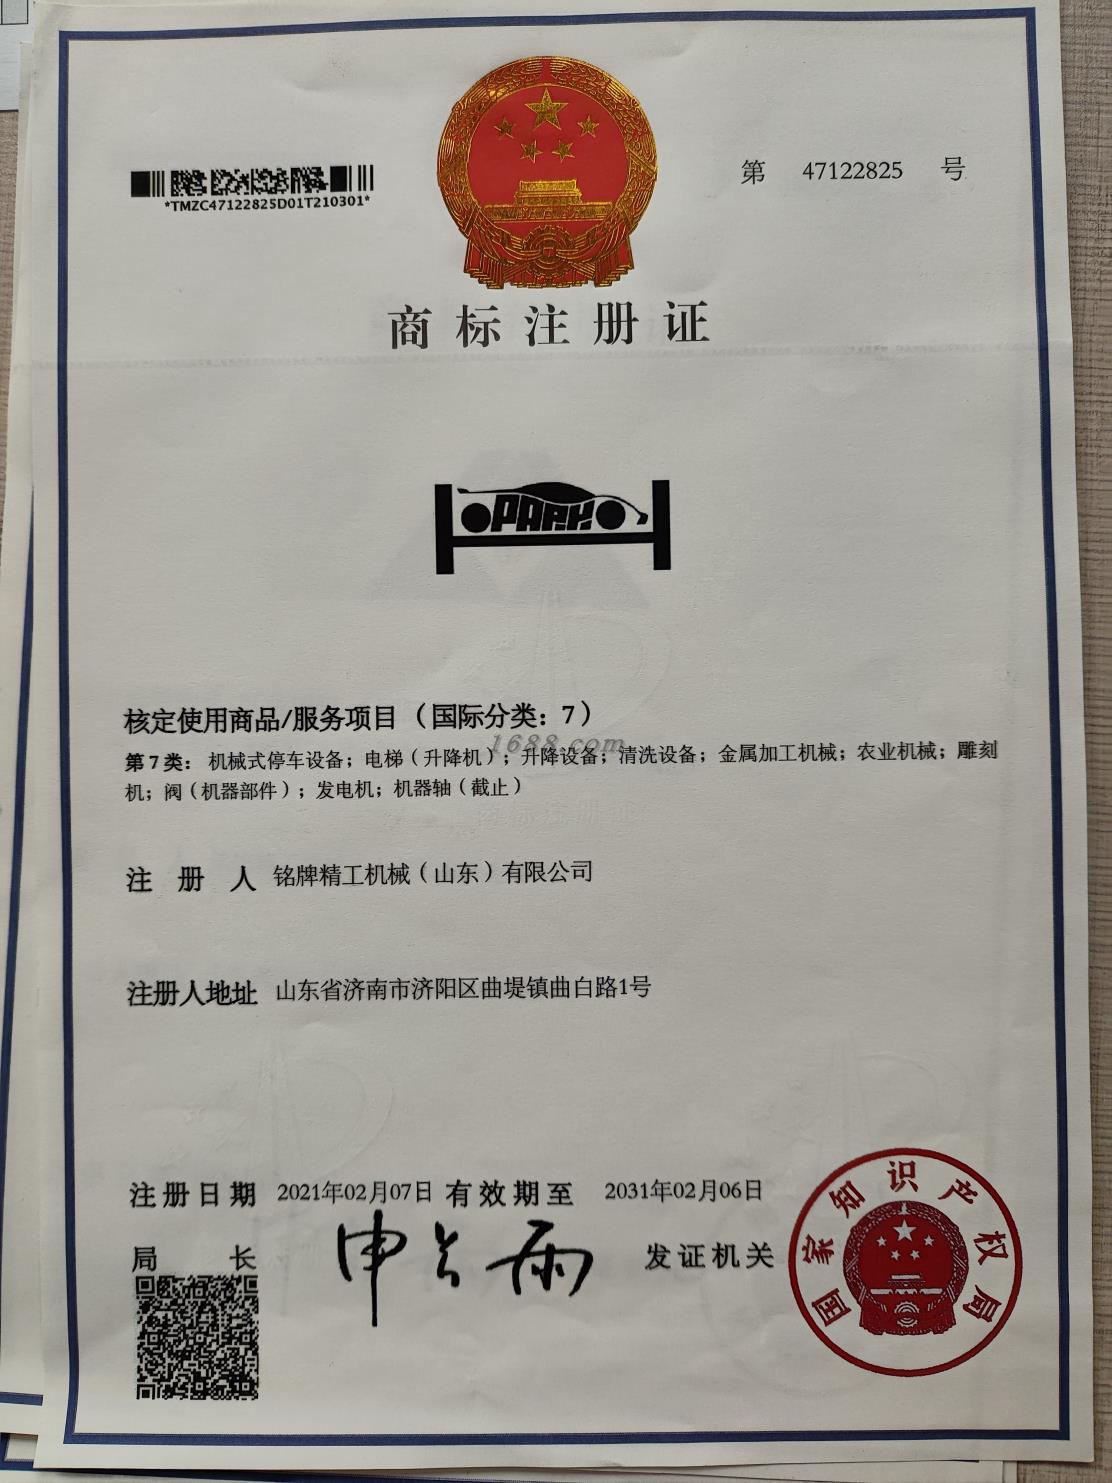 第 47122825 号
*TMZC47122825D01T210301*
商标注册证
PARK
核定使用商品/服务项目（国际分类：7）
1688.com
第7类：机械式停车设备；电梯（升降机）；升降设备；清洗设备；金属加工机械；农业机械；雕刻
机；阀（机器部件）；发电机；机器轴（截止）
注册人 铭牌精工机械（山东）有限公司
注册人地址 山东省济南市济阳区曲堤镇曲白路1号
注册日期 2021年02月07日 有效期至 2031年02月06日
局长 申长雨 发证机关
国家知识产权局